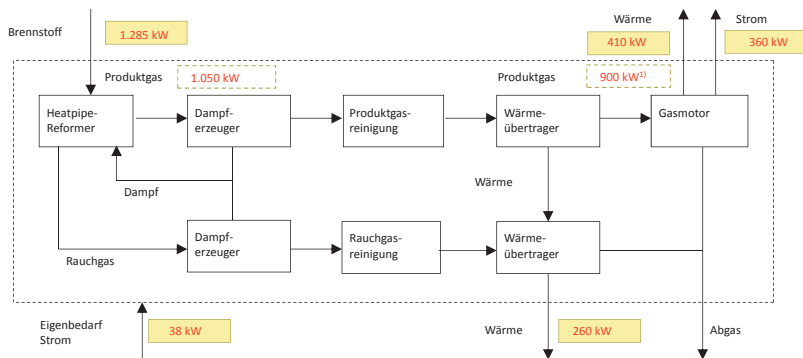 Brennstoff
1.285 kW
Wärme
410 kW
Strom
360 kW
Produktgas
1.050 kW
Produktgas
900 kW¹⁾
Heatpipe-
Reformer
Dampf-
erzeuger
Produktgas-
reinigung
Wärme-
übertrager
Gasmotor
Dampf
Wärme
Rauchgas
Dampf-
erzeuger
Rauchgas-
reinigung
Wärme-
übertrager
Eigenbedarf
Strom
38 kW
Wärme
260 kW
Abgas